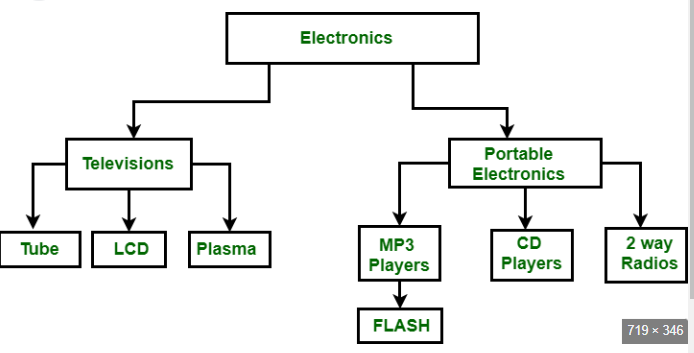 Electronics
Televisions
Portable
Electronics
Tube
LCD
Plasma
MP3
Players
CD
Players
2 way
Radios
FLASH
719 × 346